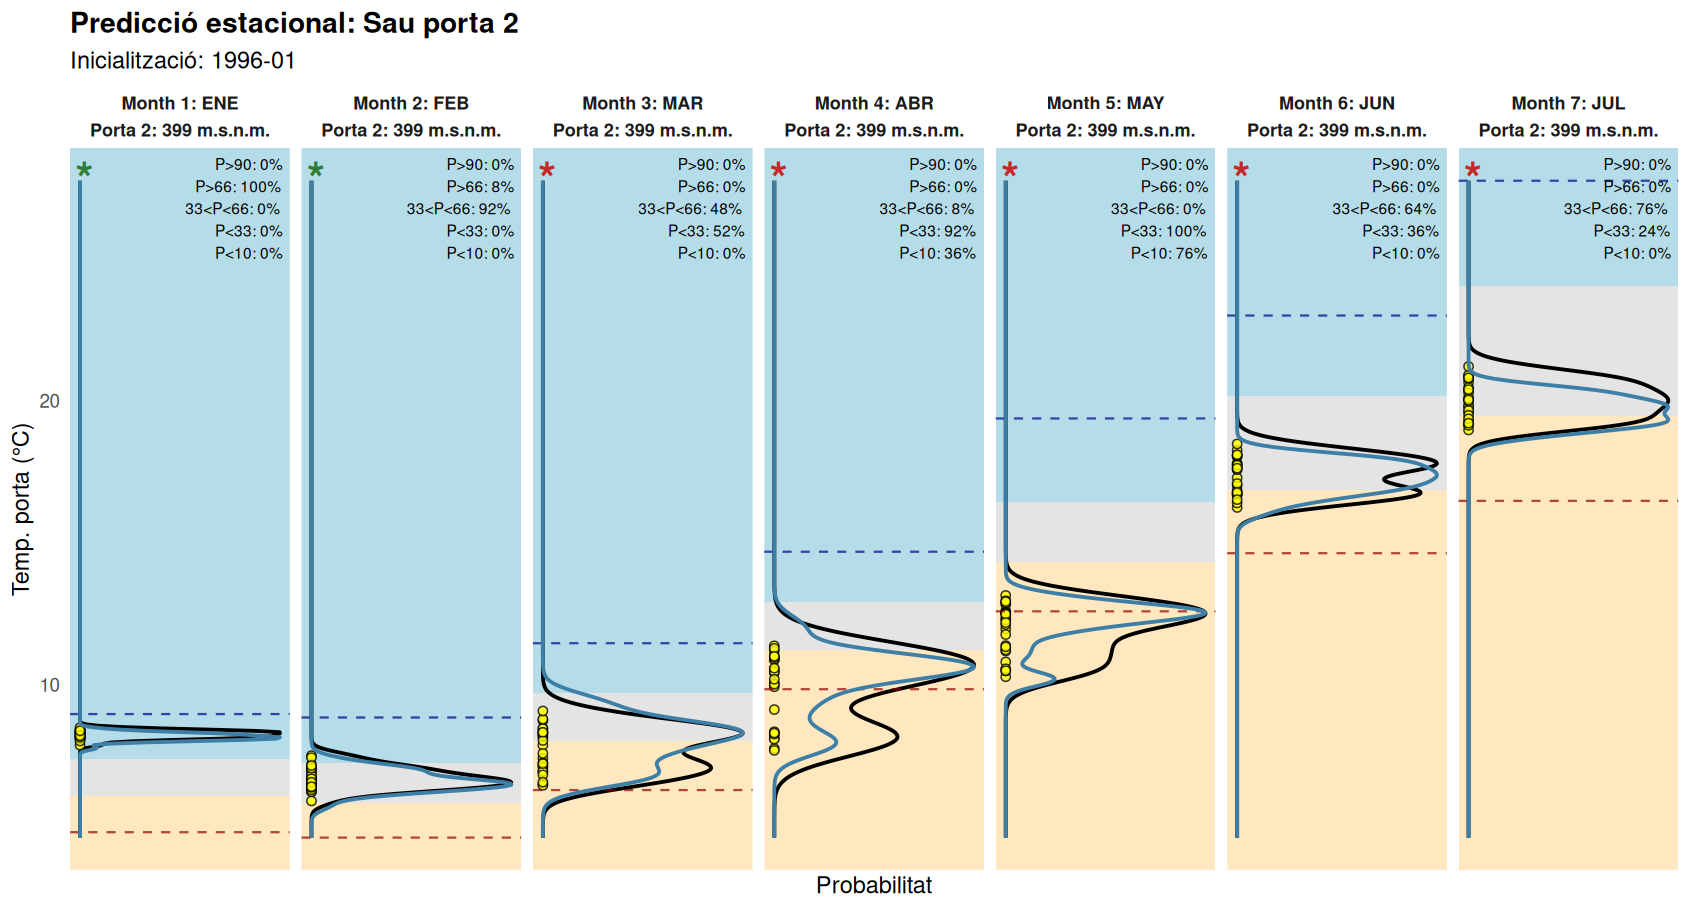 Predicció estacional: Sau porta 2
Inicialització: 1996-01
Month 1: ENE
Porta 2: 399 m.s.n.m.
*
P>90: 0%
P>66: 100%
33<P<66: 0%
P<33: 0%
P<10: 0%
Month 2: FEB
Porta 2: 399 m.s.n.m.
*
P>90: 0%
P>66: 8%
33<P<66: 92%
P<33: 0%
P<10: 0%
Month 3: MAR
Porta 2: 399 m.s.n.m.
*
P>90: 0%
P>66: 0%
33<P<66: 48%
P<33: 52%
P<10: 0%
Month 4: ABR
Porta 2: 399 m.s.n.m.
*
P>90: 0%
P>66: 0%
33<P<66: 8%
P<33: 92%
P<10: 36%
Month 5: MAY
Porta 2: 399 m.s.n.m.
*
P>90: 0%
P>66: 0%
33<P<66: 0%
P<33: 100%
P<10: 76%
Month 6: JUN
Porta 2: 399 m.s.n.m.
*
P>90: 0%
P>66: 0%
33<P<66: 64%
P<33: 36%
P<10: 0%
Month 7: JUL
Porta 2: 399 m.s.n.m.
*
P>90: 0%
P>66: 0%
33<P<66: 76%
P<33: 24%
P<10: 0%
20
10
Temp. porta (°C)
Probabilitat